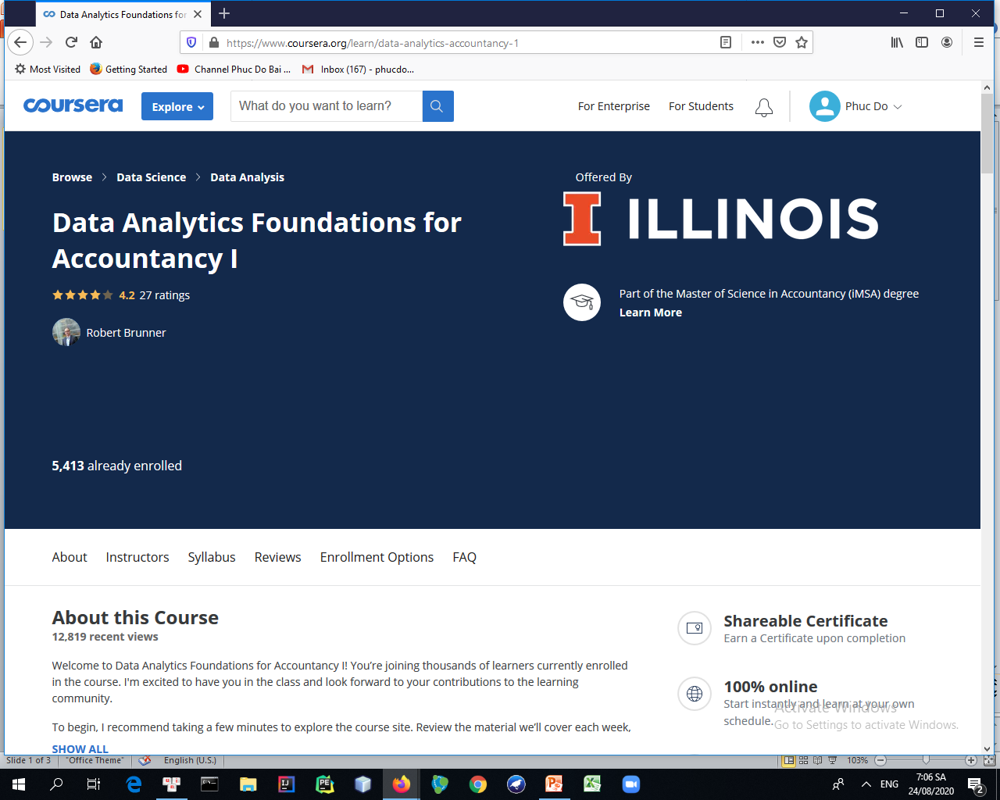 Data Analytics Foundations for
https://www.coursera.org/learn/data-analytics-accountancy-1
Most Visited
Getting Started
Channel Phuc Do Bai ...
Inbox (167) - phucdo...
coursera
Explore
What do you want to learn?
For Enterprise
For Students
Phuc Do
Browse > Data Science > Data Analysis
Data Analytics Foundations for
Accountancy I
4.2 27 ratings
Robert Brunner
Offered By
I ILLINOIS
Part of the Master of Science in Accountancy (iMSA) degree
Learn More
5,413 already enrolled
About
Instructors
Syllabus
Reviews
Enrollment Options
FAQ
About this Course
12,819 recent views
Welcome to Data Analytics Foundations for Accountancy I! You’re joining thousands of learners currently enrolled
in the course. I'm excited to have you in the class and look forward to your contributions to the learning
community.
To begin, I recommend taking a few minutes to explore the course site. Review the material we’ll cover each week,
SHOW ALL
Shareable Certificate
Earn a Certificate upon completion
100% online
Start instantly and learn at your own
schedule.
Activate Windows
Go to Settings to activate Windows.
Slide 1 of 3
"Office Theme"
English (U.S.)
103%
ENG
7:06 SA
24/08/2020
2